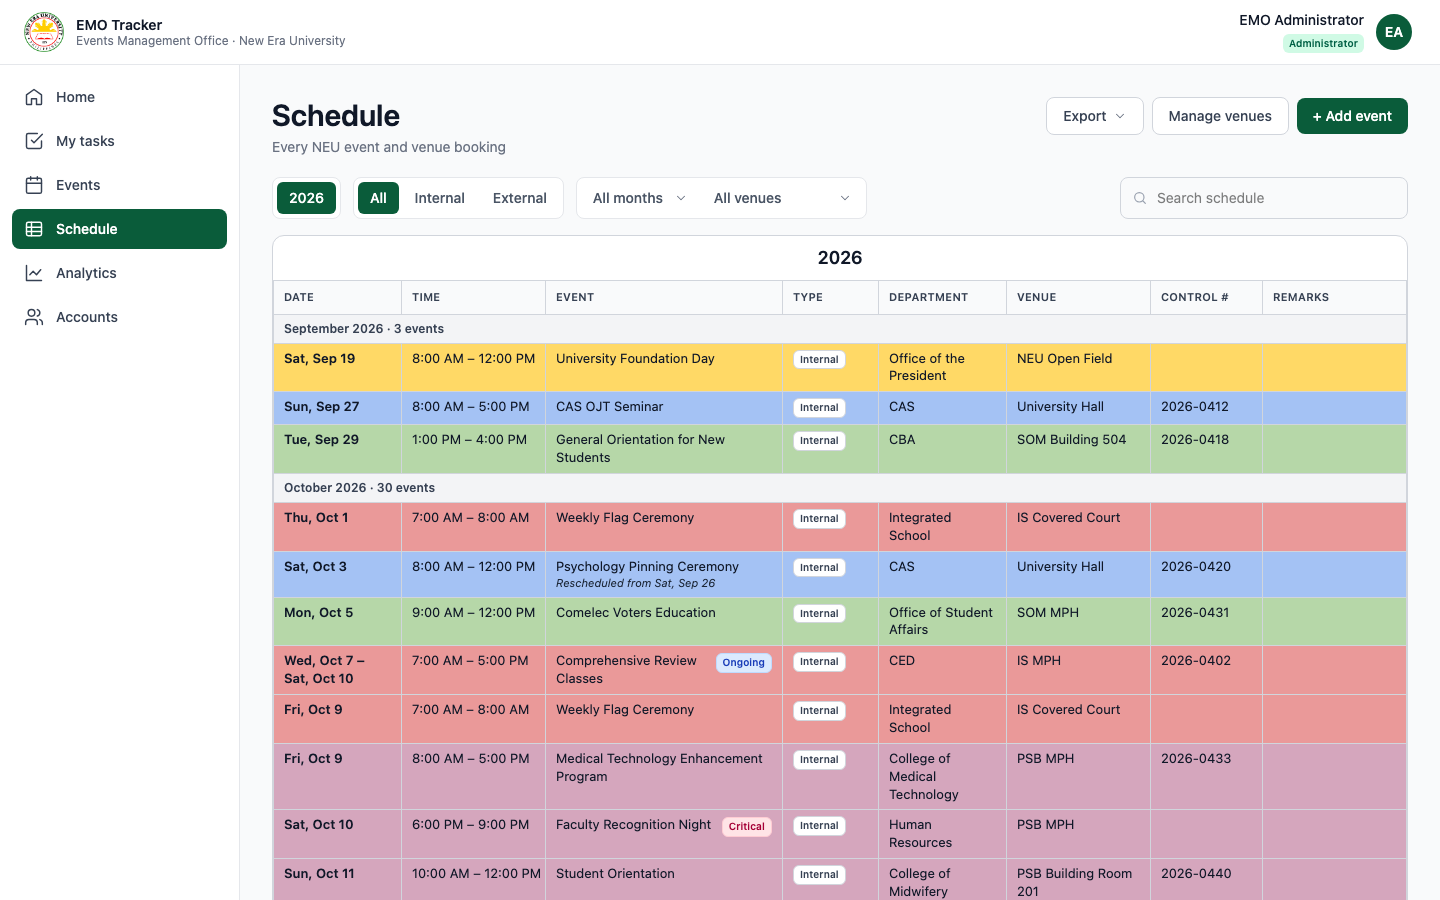 EMO Tracker
Events Management Office · New Era University
EMO Administrator
Administrator
EA
Home
My tasks
Events
Schedule
Analytics
Accounts
Schedule
Every NEU event and venue booking
Export
Manage venues
+ Add event
2026
All
Internal
External
All months
All venues
Search schedule
2026
DATE TIME EVENT TYPE DEPARTMENT VENUE CONTROL # REMARKS
September 2026 · 3 events
Sat, Sep 19 8:00 AM – 12:00 PM University Foundation Day Internal Office of the NEU Open Field
President
Sun, Sep 27 8:00 AM – 5:00 PM CAS OJT Seminar Internal CAS University Hall 2026-0412
Tue, Sep 29 1:00 PM – 4:00 PM General Orientation for New Internal CBA SOM Building 504 2026-0418
Students
October 2026 · 30 events
Thu, Oct 1 7:00 AM – 8:00 AM Weekly Flag Ceremony Internal Integrated IS Covered Court
School
Sat, Oct 3 8:00 AM – 12:00 PM Psychology Pinning Ceremony Internal CAS University Hall 2026-0420
Rescheduled from Sat, Sep 26
Mon, Oct 5 9:00 AM – 12:00 PM Comelec Voters Education Internal Office of Student SOM MPH 2026-0431
Affairs
Wed, Oct 7 – 7:00 AM – 5:00 PM Comprehensive Review Ongoing Internal CED IS MPH 2026-0402
Sat, Oct 10 Classes
Fri, Oct 9 7:00 AM – 8:00 AM Weekly Flag Ceremony Internal Integrated IS Covered Court
School
Fri, Oct 9 8:00 AM – 5:00 PM Medical Technology Enhancement Internal College of PSB MPH 2026-0433
Program Medical
Technology
Sat, Oct 10 6:00 PM – 9:00 PM Faculty Recognition Night Critical Internal Human PSB MPH
Resources
Sun, Oct 11 10:00 AM – 12:00 PM Student Orientation Internal College of PSB Building Room 2026-0440
Midwifery 201